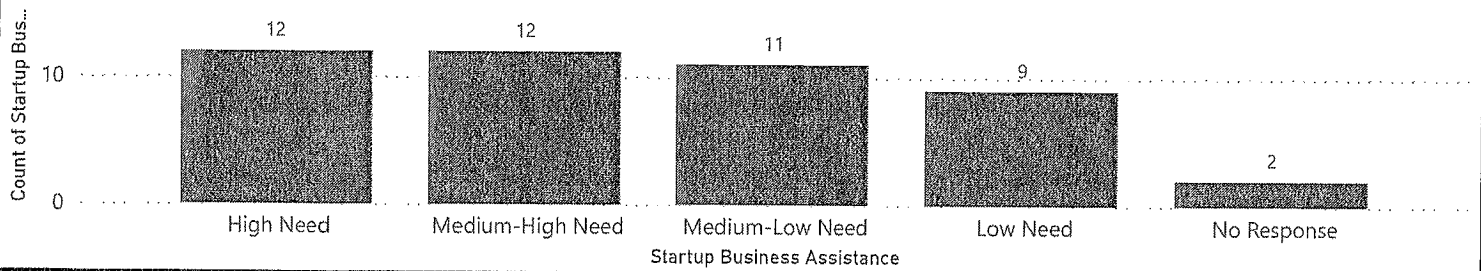 Count of Startup Bus...
10
0
12
12
11
9
2
High Need
Medium-High Need
Medium-Low Need
Low Need
No Response
Startup Business Assistance